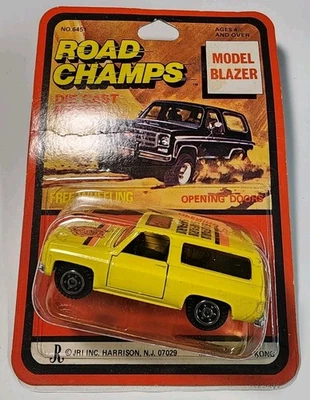 NO.6451
AGES 4
AND OVER
ROAD
CHAMPS
MODEL
BLAZER
DIE CAST
FREE WHEELING
OPENING DOORS
JR © JRI INC. HARRISON, N.J. 07029
KONG